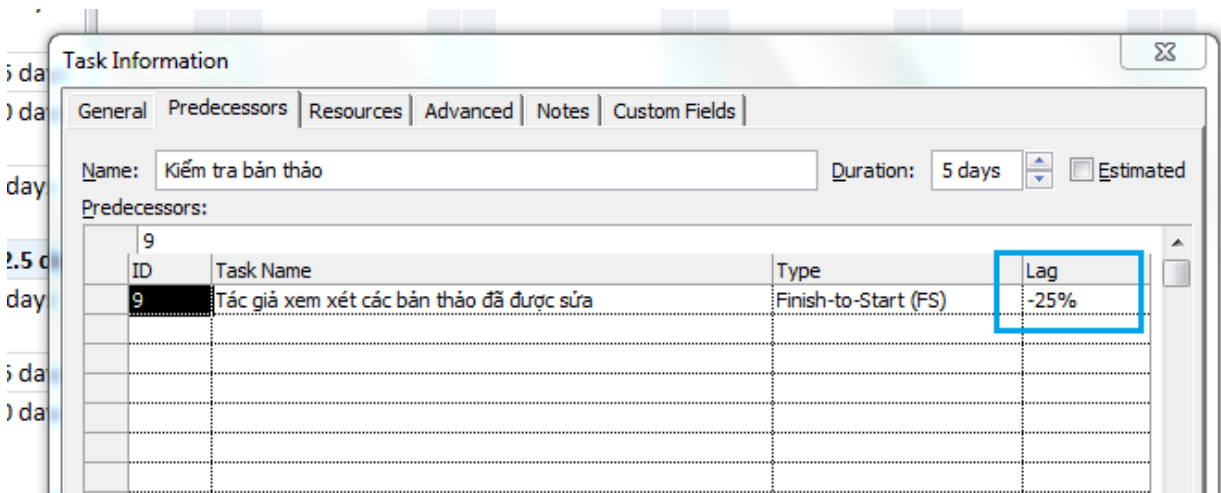 Task Information
General Predecessors Resources Advanced Notes Custom Fields
Name: Kiểm tra bản thảo Duration: 5 days Estimated
Predecessors:
9
ID Task Name Type Lag
9 Tác giả xem xét các bản thảo đã được sửa Finish-to-Start (FS) -25%